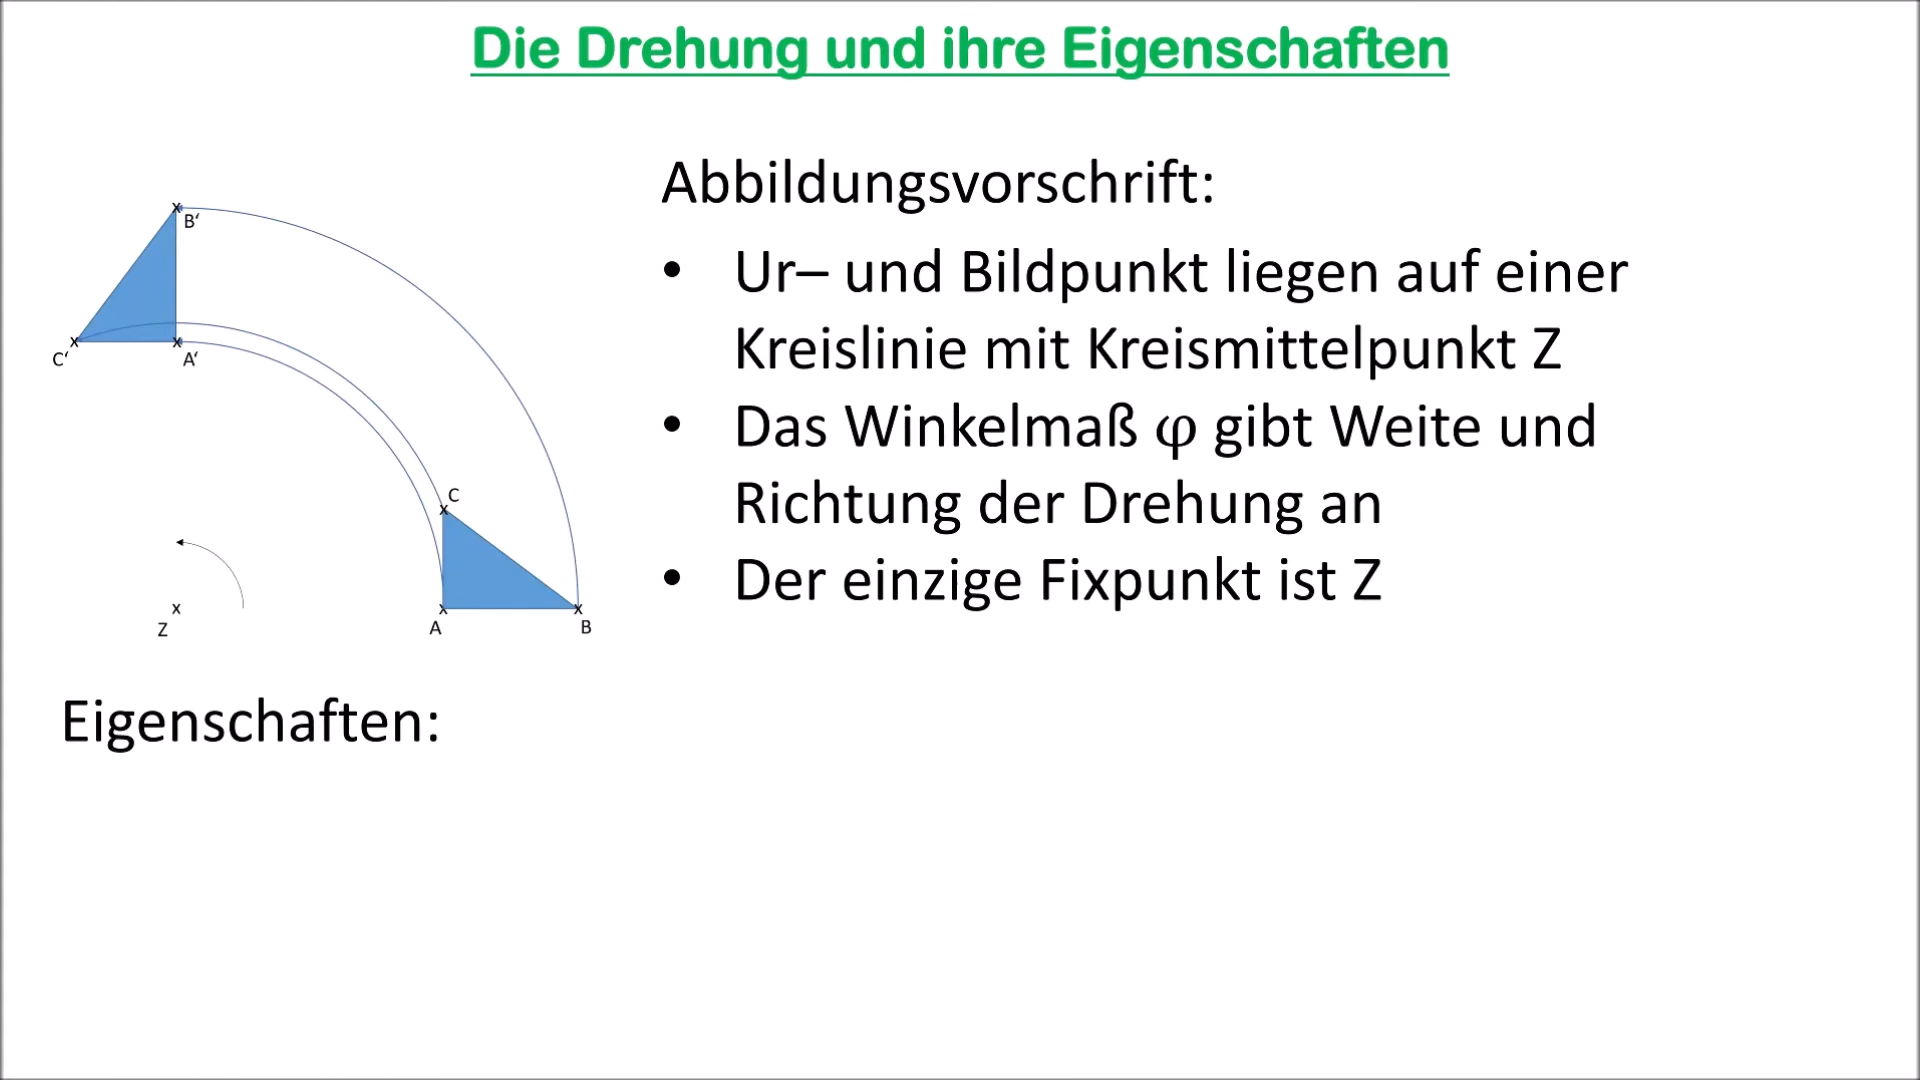 Die Drehung und ihre Eigenschaften
Abbildungsvorschrift:
• Ur– und Bildpunkt liegen auf einer
Kreislinie mit Kreismittelpunkt Z
• Das Winkelmaß φ gibt Weite und
Richtung der Drehung an
• Der einzige Fixpunkt ist Z
x
B‘
x
C‘
x
A‘
C
x
x
Z
x
A
x
B
Eigenschaften: